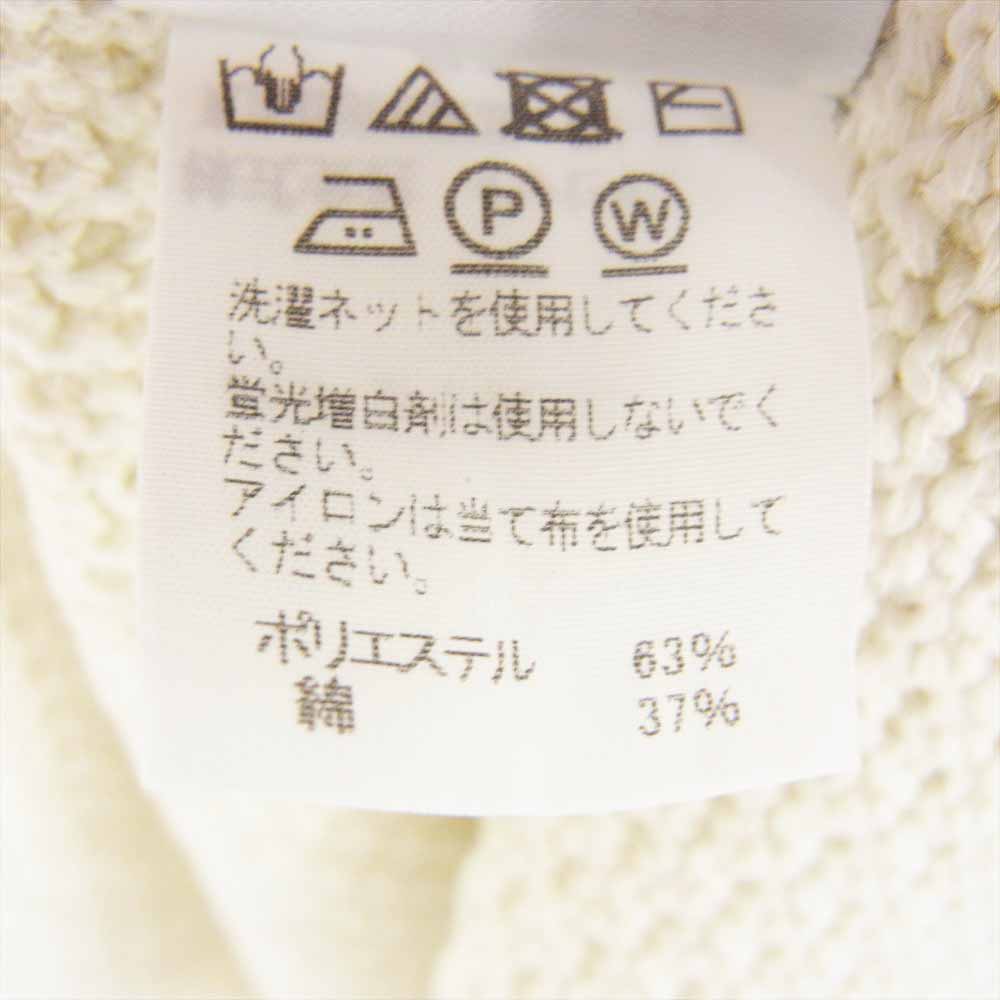 P W
洗濯ネットを使用してくださ
い。
蛍光増白剤は使用しないでく
ださい。
アイロンは当て布を使用して
ください。
ポリエステル 63%
綿 37%